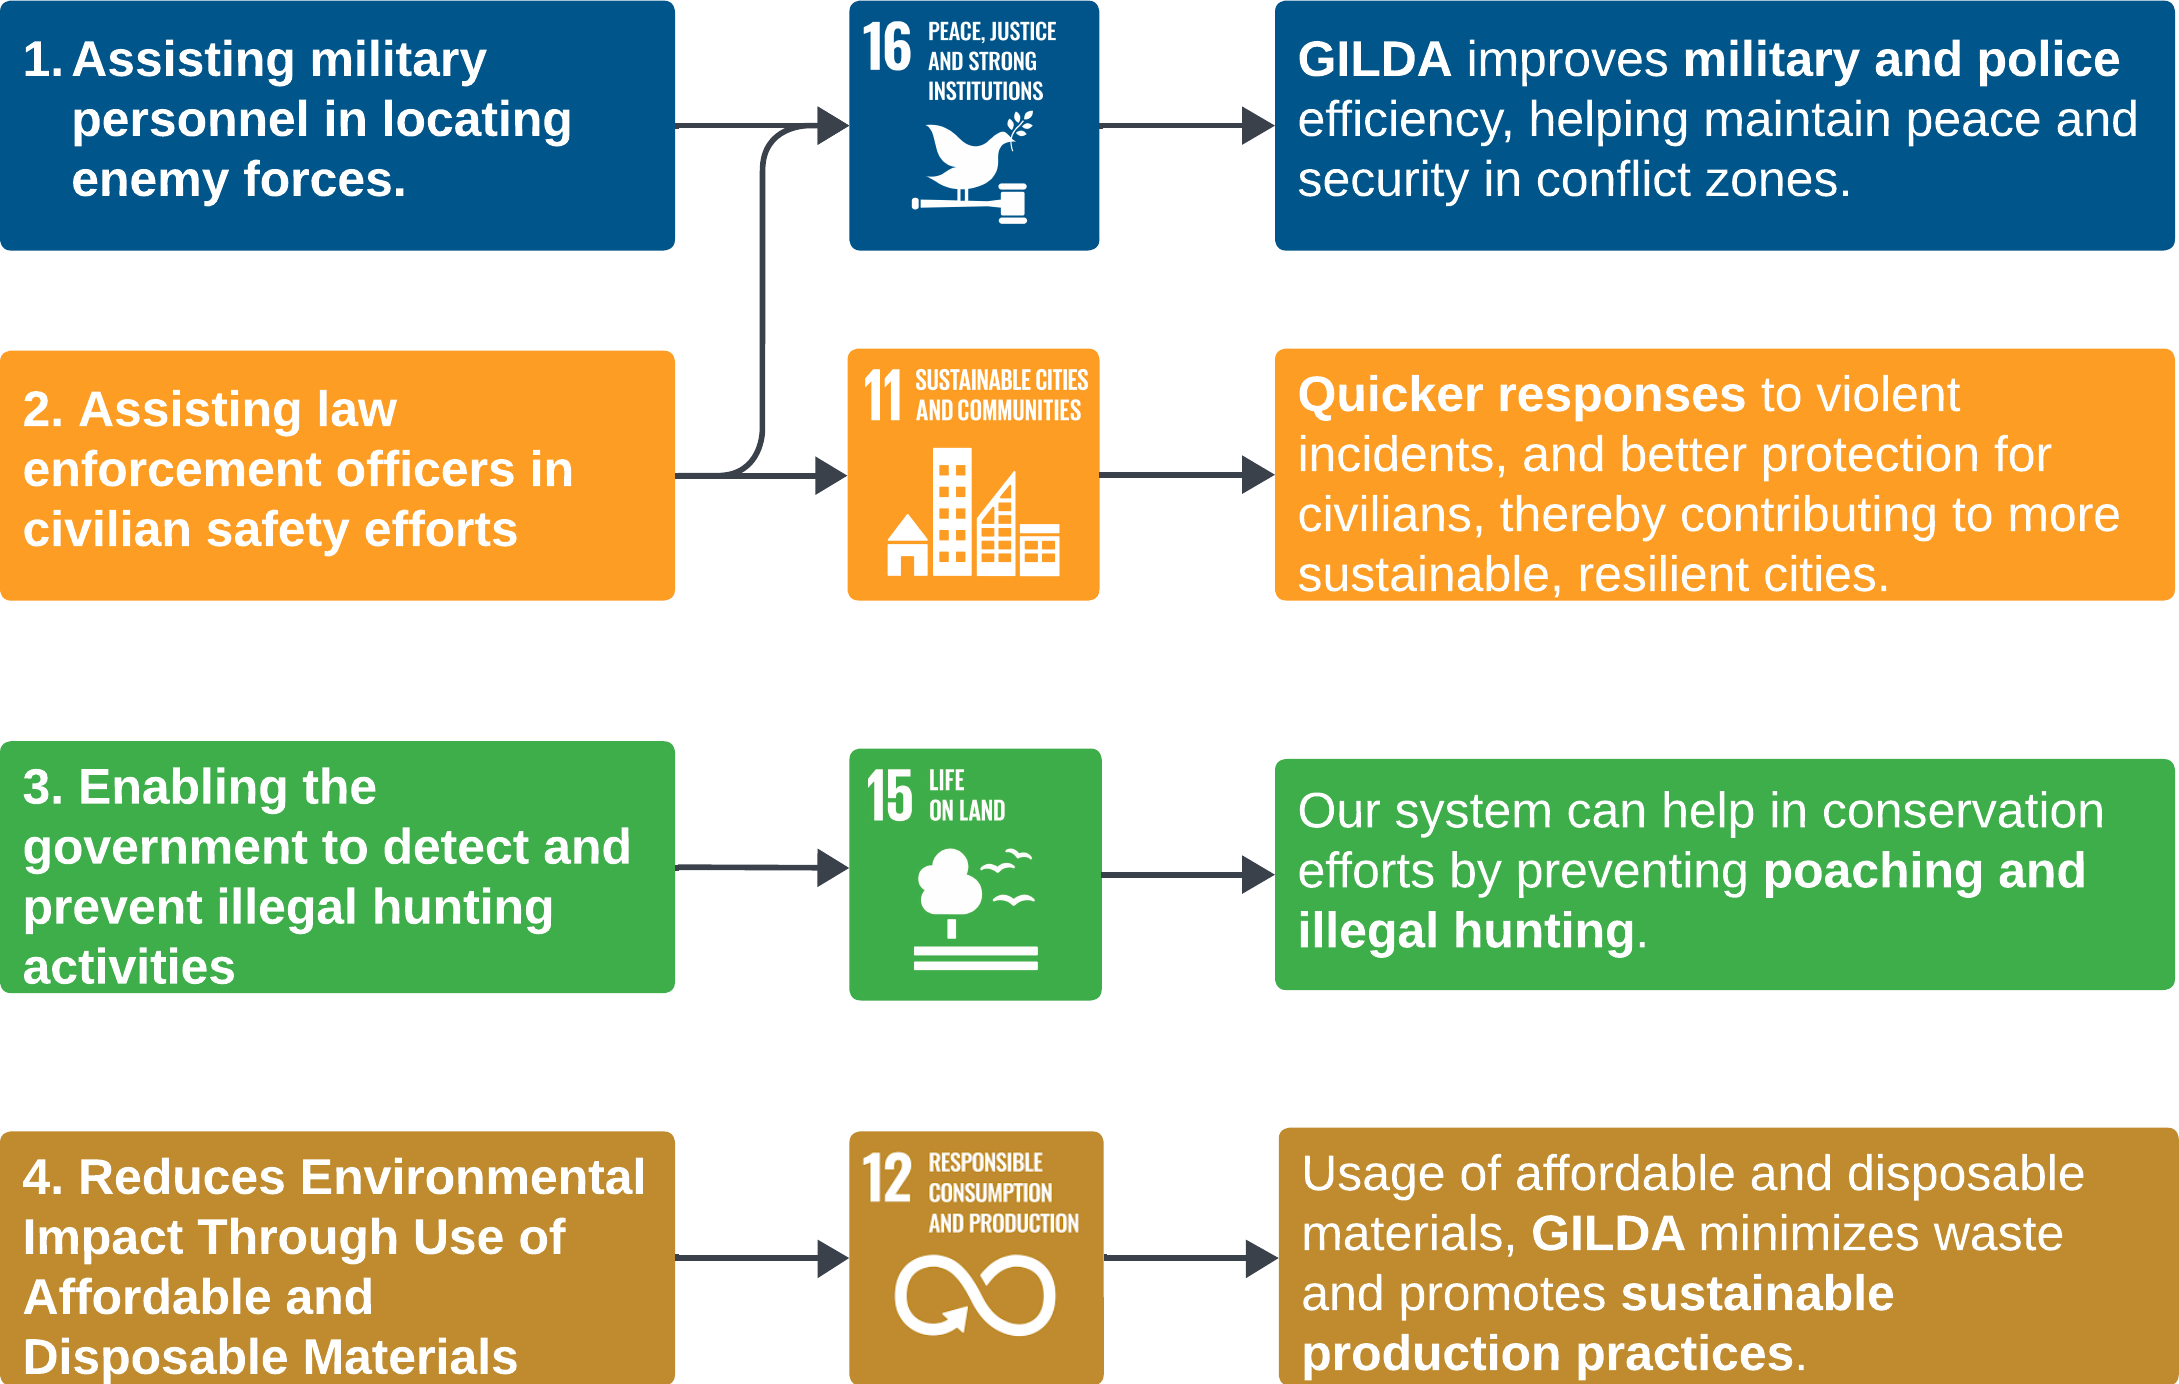 1. Assisting military
personnel in locating
enemy forces.
16 PEACE, JUSTICE
AND STRONG
INSTITUTIONS
GILDA improves military and police
efficiency, helping maintain peace and
security in conflict zones.
2. Assisting law
enforcement officers in
civilian safety efforts
11 SUSTAINABLE CITIES
AND COMMUNITIES
Quicker responses to violent
incidents, and better protection for
civilians, thereby contributing to more
sustainable, resilient cities.
3. Enabling the
government to detect and
prevent illegal hunting
activities
15 LIFE
ON LAND
Our system can help in conservation
efforts by preventing poaching and
illegal hunting.
4. Reduces Environmental
Impact Through Use of
Affordable and
Disposable Materials
12 RESPONSIBLE
CONSUMPTION
AND PRODUCTION
Usage of affordable and disposable
materials, GILDA minimizes waste
and promotes sustainable
production practices.